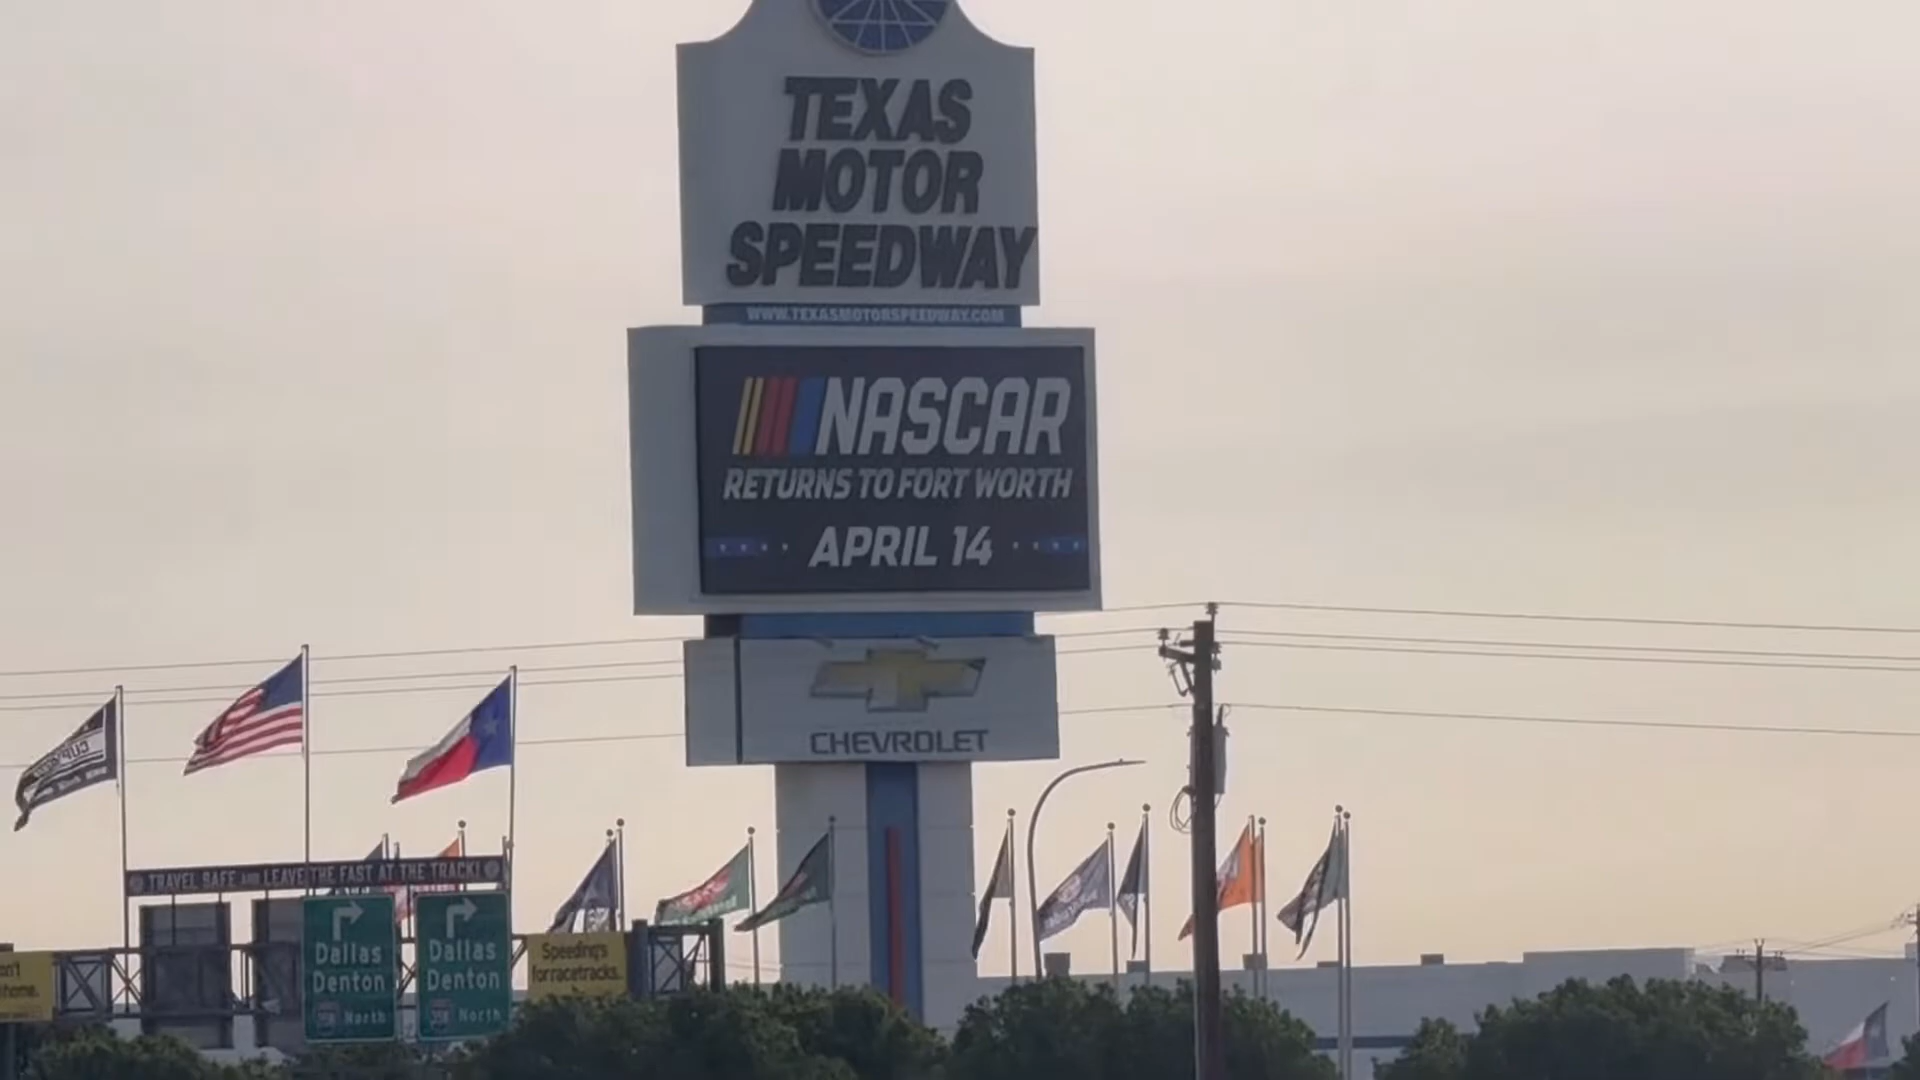 TEXAS
MOTOR
SPEEDWAY
WWW.TEXASMOTORSPEEDWAY.COM
NASCAR
RETURNS TO FORT WORTH
APRIL 14
CHEVROLET
TRAVEL SAFE AND LEAVE THE FAST AT THE TRACK!
Dallas
Denton
North
Dallas
Denton
North
Speeding's
for racetracks.
home.